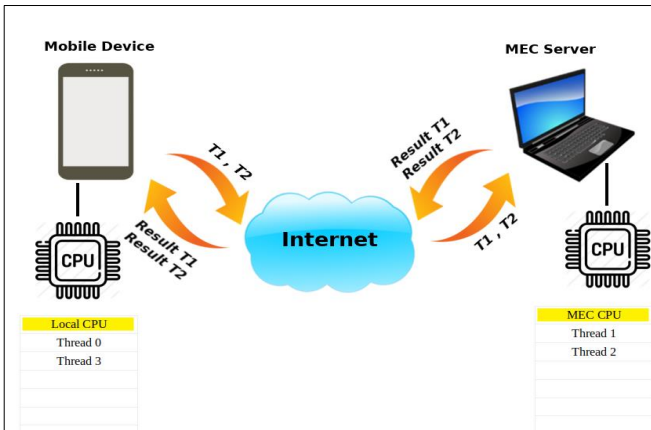 Mobile Device
MEC Server
T1 , T2
Result T1
Result T2
Result T1
Result T2
T1 , T2
Internet
CPU
CPU
Local CPU
Thread 0
Thread 3
MEC CPU
Thread 1
Thread 2